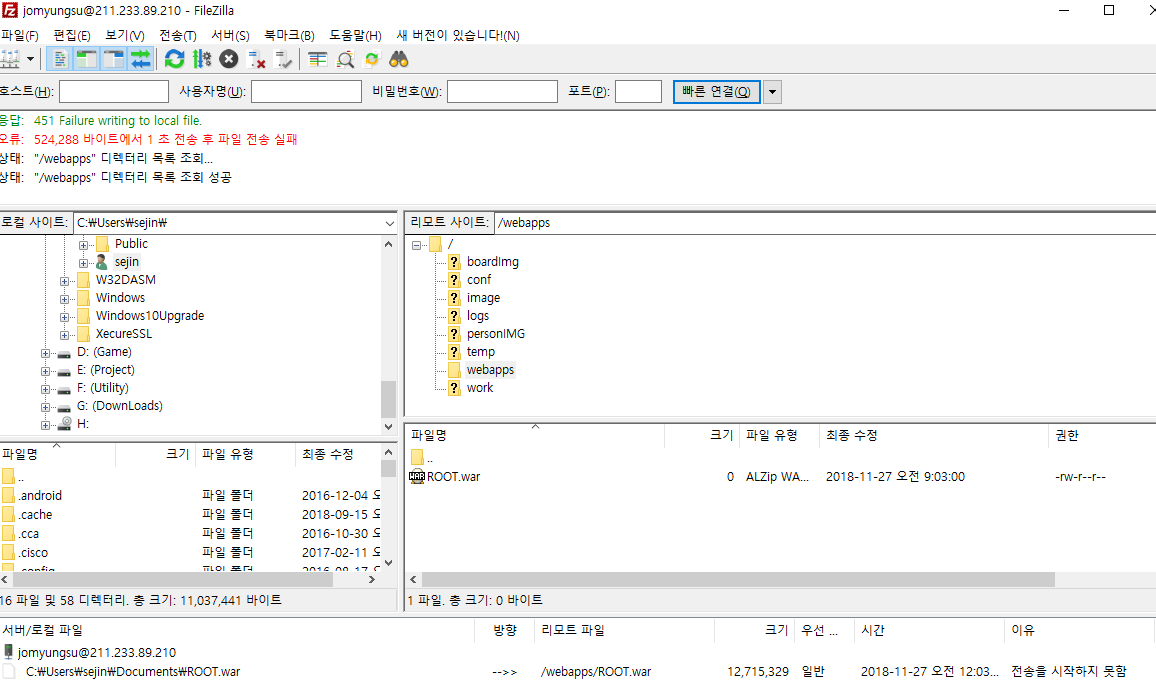 jomyungsu@211.233.89.210 - FileZilla
파일(F) 편집(E) 보기(V) 전송(T) 서버(S) 북마크(B) 도움말(H) 새 버전이 있습니다!(N)
호스트(H): 사용자명(U): 비밀번호(W): 포트(P): 빠른 연결(Q)
응답: 451 Failure writing to local file.
오류: 524,288 바이트에서 1 초 전송 후 파일 전송 실패
상태: "/webapps" 디렉터리 목록 조회...
상태: "/webapps" 디렉터리 목록 조회 성공
로컬 사이트: C:₩Users₩sejin₩
Public
sejin
W32DASM
Windows
Windows10Upgrade
XecureSSL
D: (Game)
E: (Project)
F: (Utility)
G: (DownLoads)
H:
리모트 사이트: /webapps
/
boardImg
conf
image
logs
personIMG
temp
webapps
work
파일명 크기 파일 유형 최종 수정
..
.android 파일 폴더 2016-12-04 오
.cache 파일 폴더 2018-09-15 오
.cca 파일 폴더 2016-10-30 오
.cisco 파일 폴더 2017-02-11 오
.config 파일 폴더 2016-08-17 오
16 파일 및 58 디렉터리. 총 크기: 11,037,441 바이트
파일명 크기 파일 유형 최종 수정 권한
..
ROOT.war 0 ALZip WA... 2018-11-27 오전 9:03:00 -rw-r--r--
1 파일. 총 크기: 0 바이트
서버/로컬 파일 방향 리모트 파일 크기 우선 ... 시간 이유
jomyungsu@211.233.89.210
C:₩Users₩sejin₩Documents₩ROOT.war -->> /webapps/ROOT.war 12,715,329 일반 2018-11-27 오전 12:03... 전송을 시작하지 못함